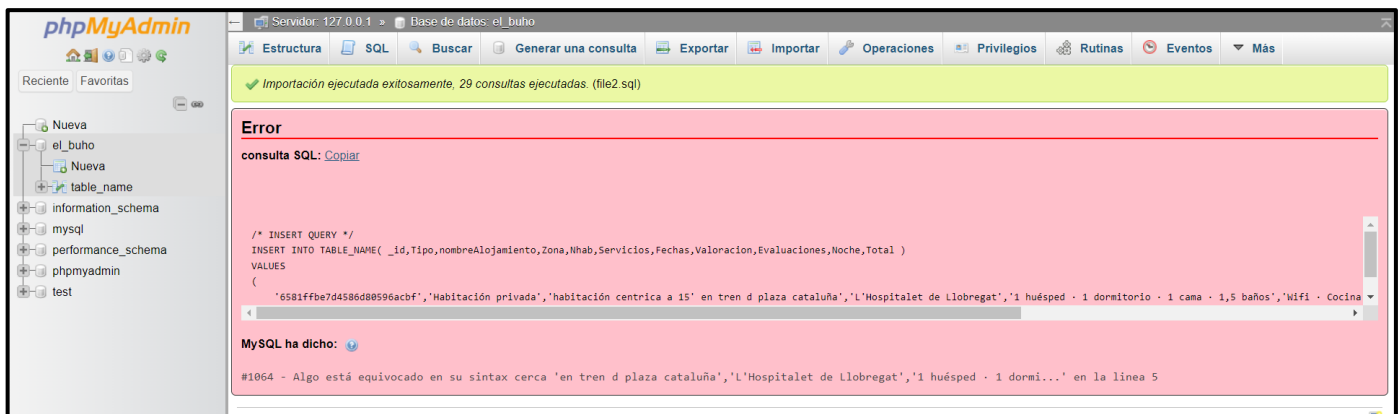 phpMyAdmin
Reciente Favoritas
Nueva
el_buho
Nueva
table_name
information_schema
mysql
performance_schema
phpmyadmin
test
Servidor: 127.0.0.1 » Base de datos: el_buho
Estructura SQL Buscar Generar una consulta Exportar Importar Operaciones Privilegios Rutinas Eventos Más
Importación ejecutada exitosamente, 29 consultas ejecutadas. (file2.sql)
Error
consulta SQL: Copiar
/* INSERT QUERY */
INSERT INTO TABLE_NAME( _id,Tipo,nombreAlojamiento,Zona,Nhab,Servicios,Fechas,Valoracion,Evaluaciones,Noche,Total )
VALUES
(
'6581ffbe7d4586d80596acbf','Habitación privada','habitación centrica a 15' en tren d plaza cataluña','L'Hospitalet de Llobregat','1 huésped · 1 dormitorio · 1 cama · 1,5 baños','Wifi · Cocina
MySQL ha dicho:
#1064 - Algo está equivocado en su sintax cerca 'en tren d plaza cataluña','L'Hospitalet de Llobregat','1 huésped · 1 dormi...' en la linea 5